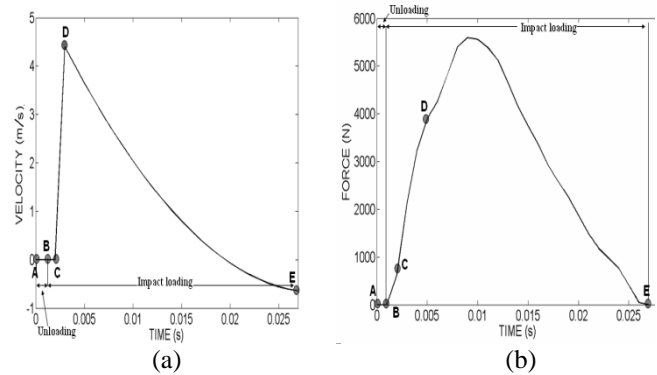 5
4
3
2
1
0
-1
VELOCITY (m/s)
D
B
A
C
E
Impact loading
Unloading
0
0.005
0.01
0.015
0.02
0.025
TIME (s)
(a)
Unloading
Impact loading
6000
5000
4000
3000
2000
1000
0
FORCE (N)
D
C
A
B
E
0
0.005
0.01
0.015
0.02
0.025
TIME (s)
(b)